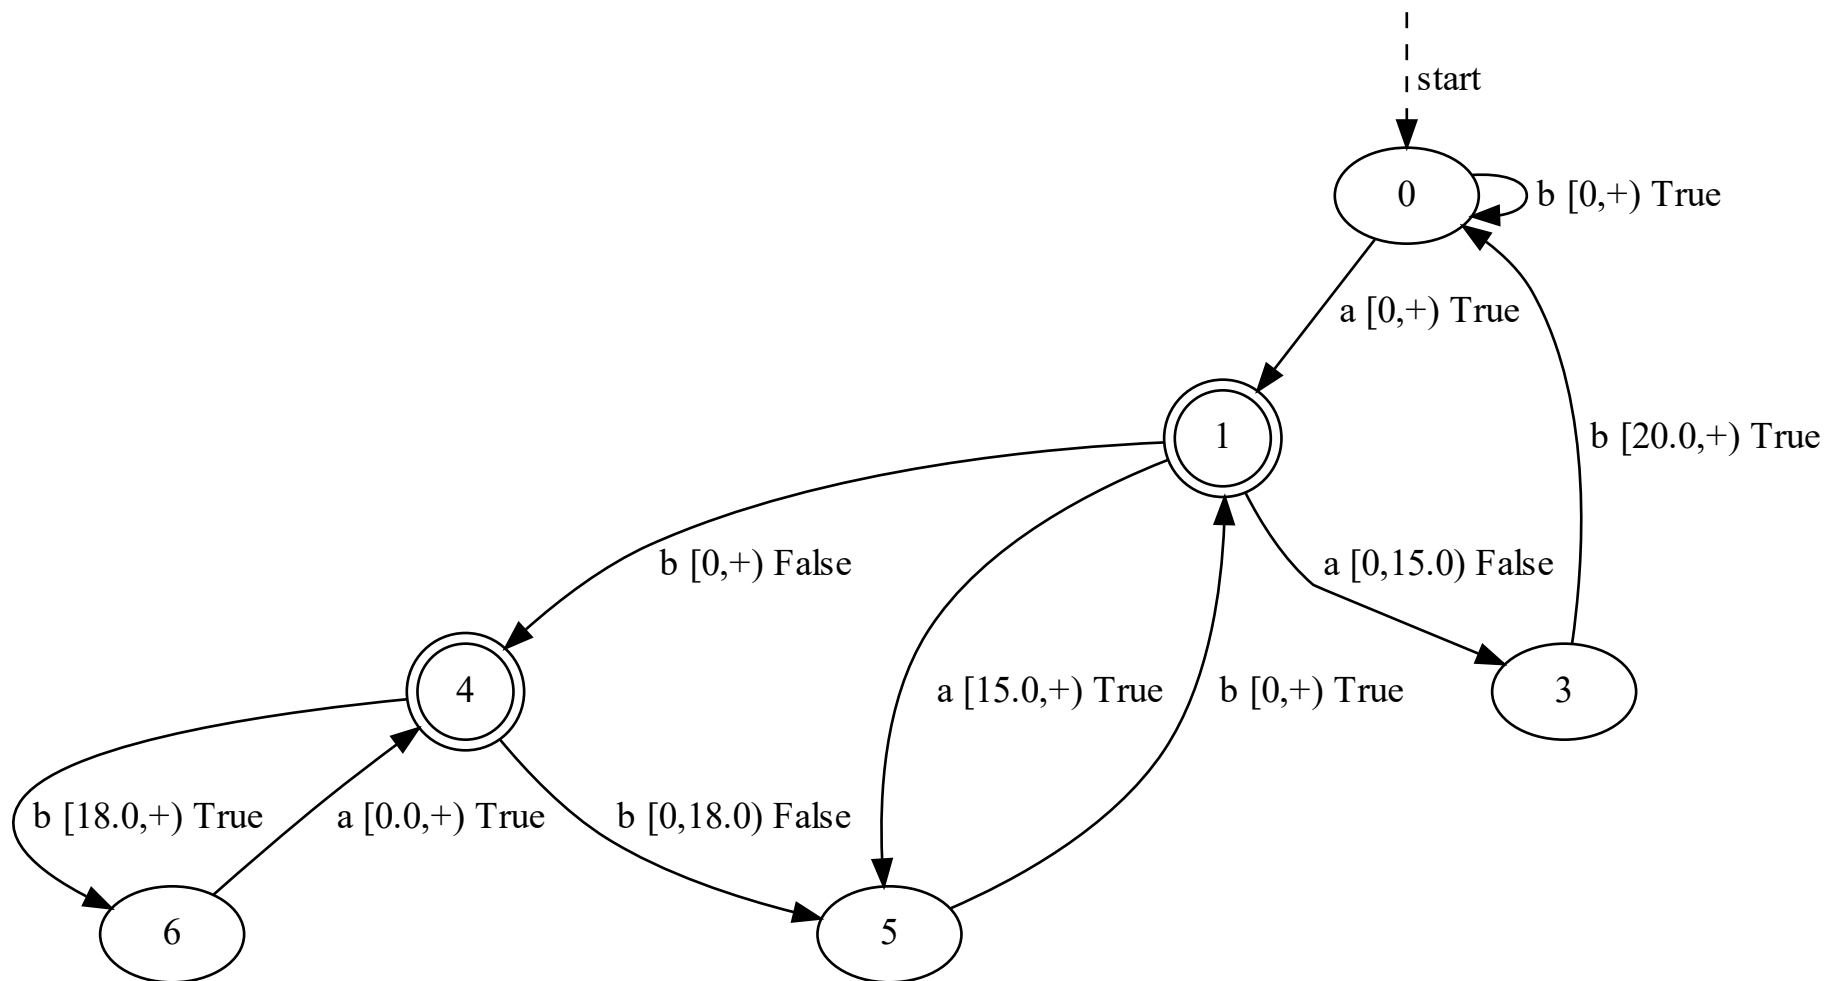 start
0
b [0,+) True
a [0,+) True
1
b [20.0,+) True
b [0,+) False
a [0,15.0) False
4
a [15.0,+) True
b [0,+) True
3
b [18.0,+) True
a [0.0,+) True
b [0,18.0) False
6
5